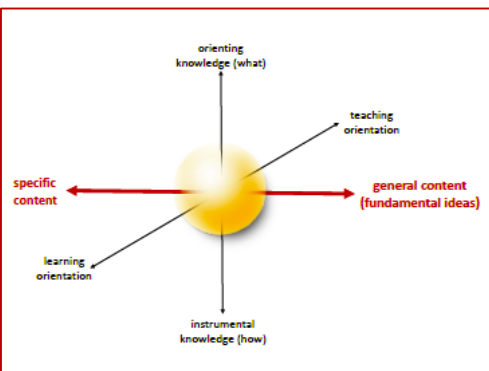 orienting
knowledge (what)
teaching
orientation
specific
content
general content
(fundamental ideas)
learning
orientation
instrumental
knowledge (how)